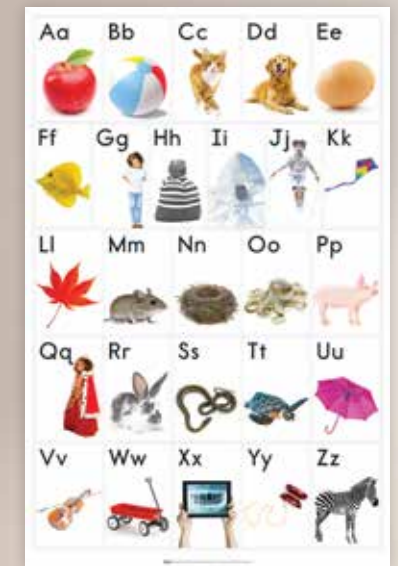 Aa Bb Cc Dd Ee
Ff Gg Hh Ii Jj Kk
Ll Mm Nn Oo Pp
Qq Rr Ss Tt Uu
Vv Ww Xx Yy Zz